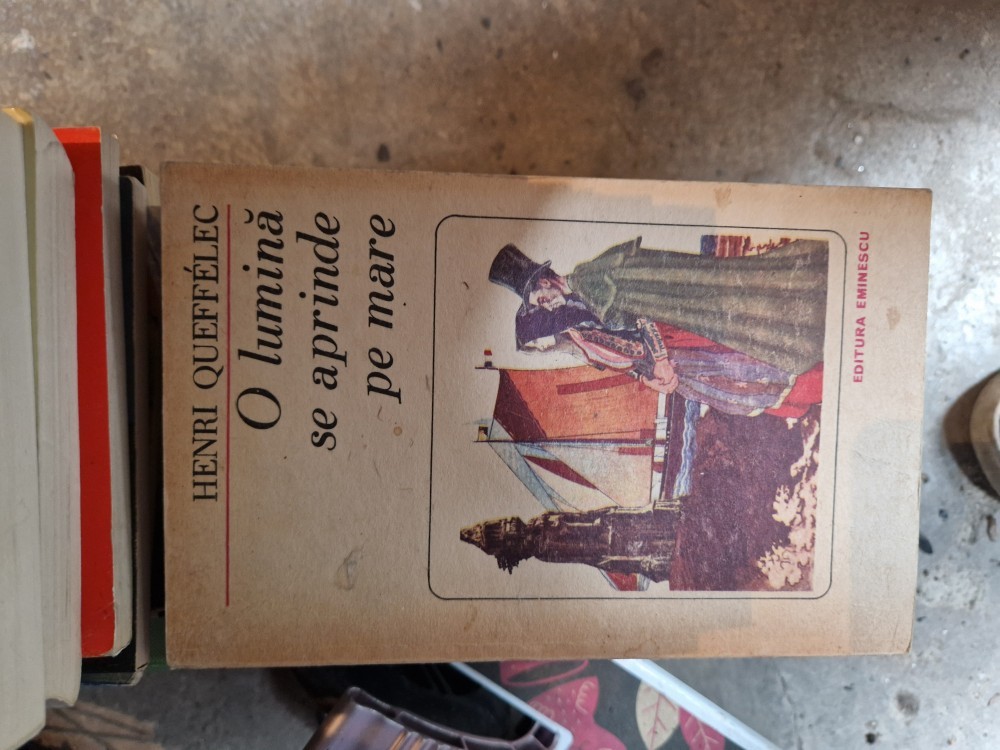 HENRI QUEFFÉLEC
O lumină
se aprinde
pe mare
EDITURA EMINESCU